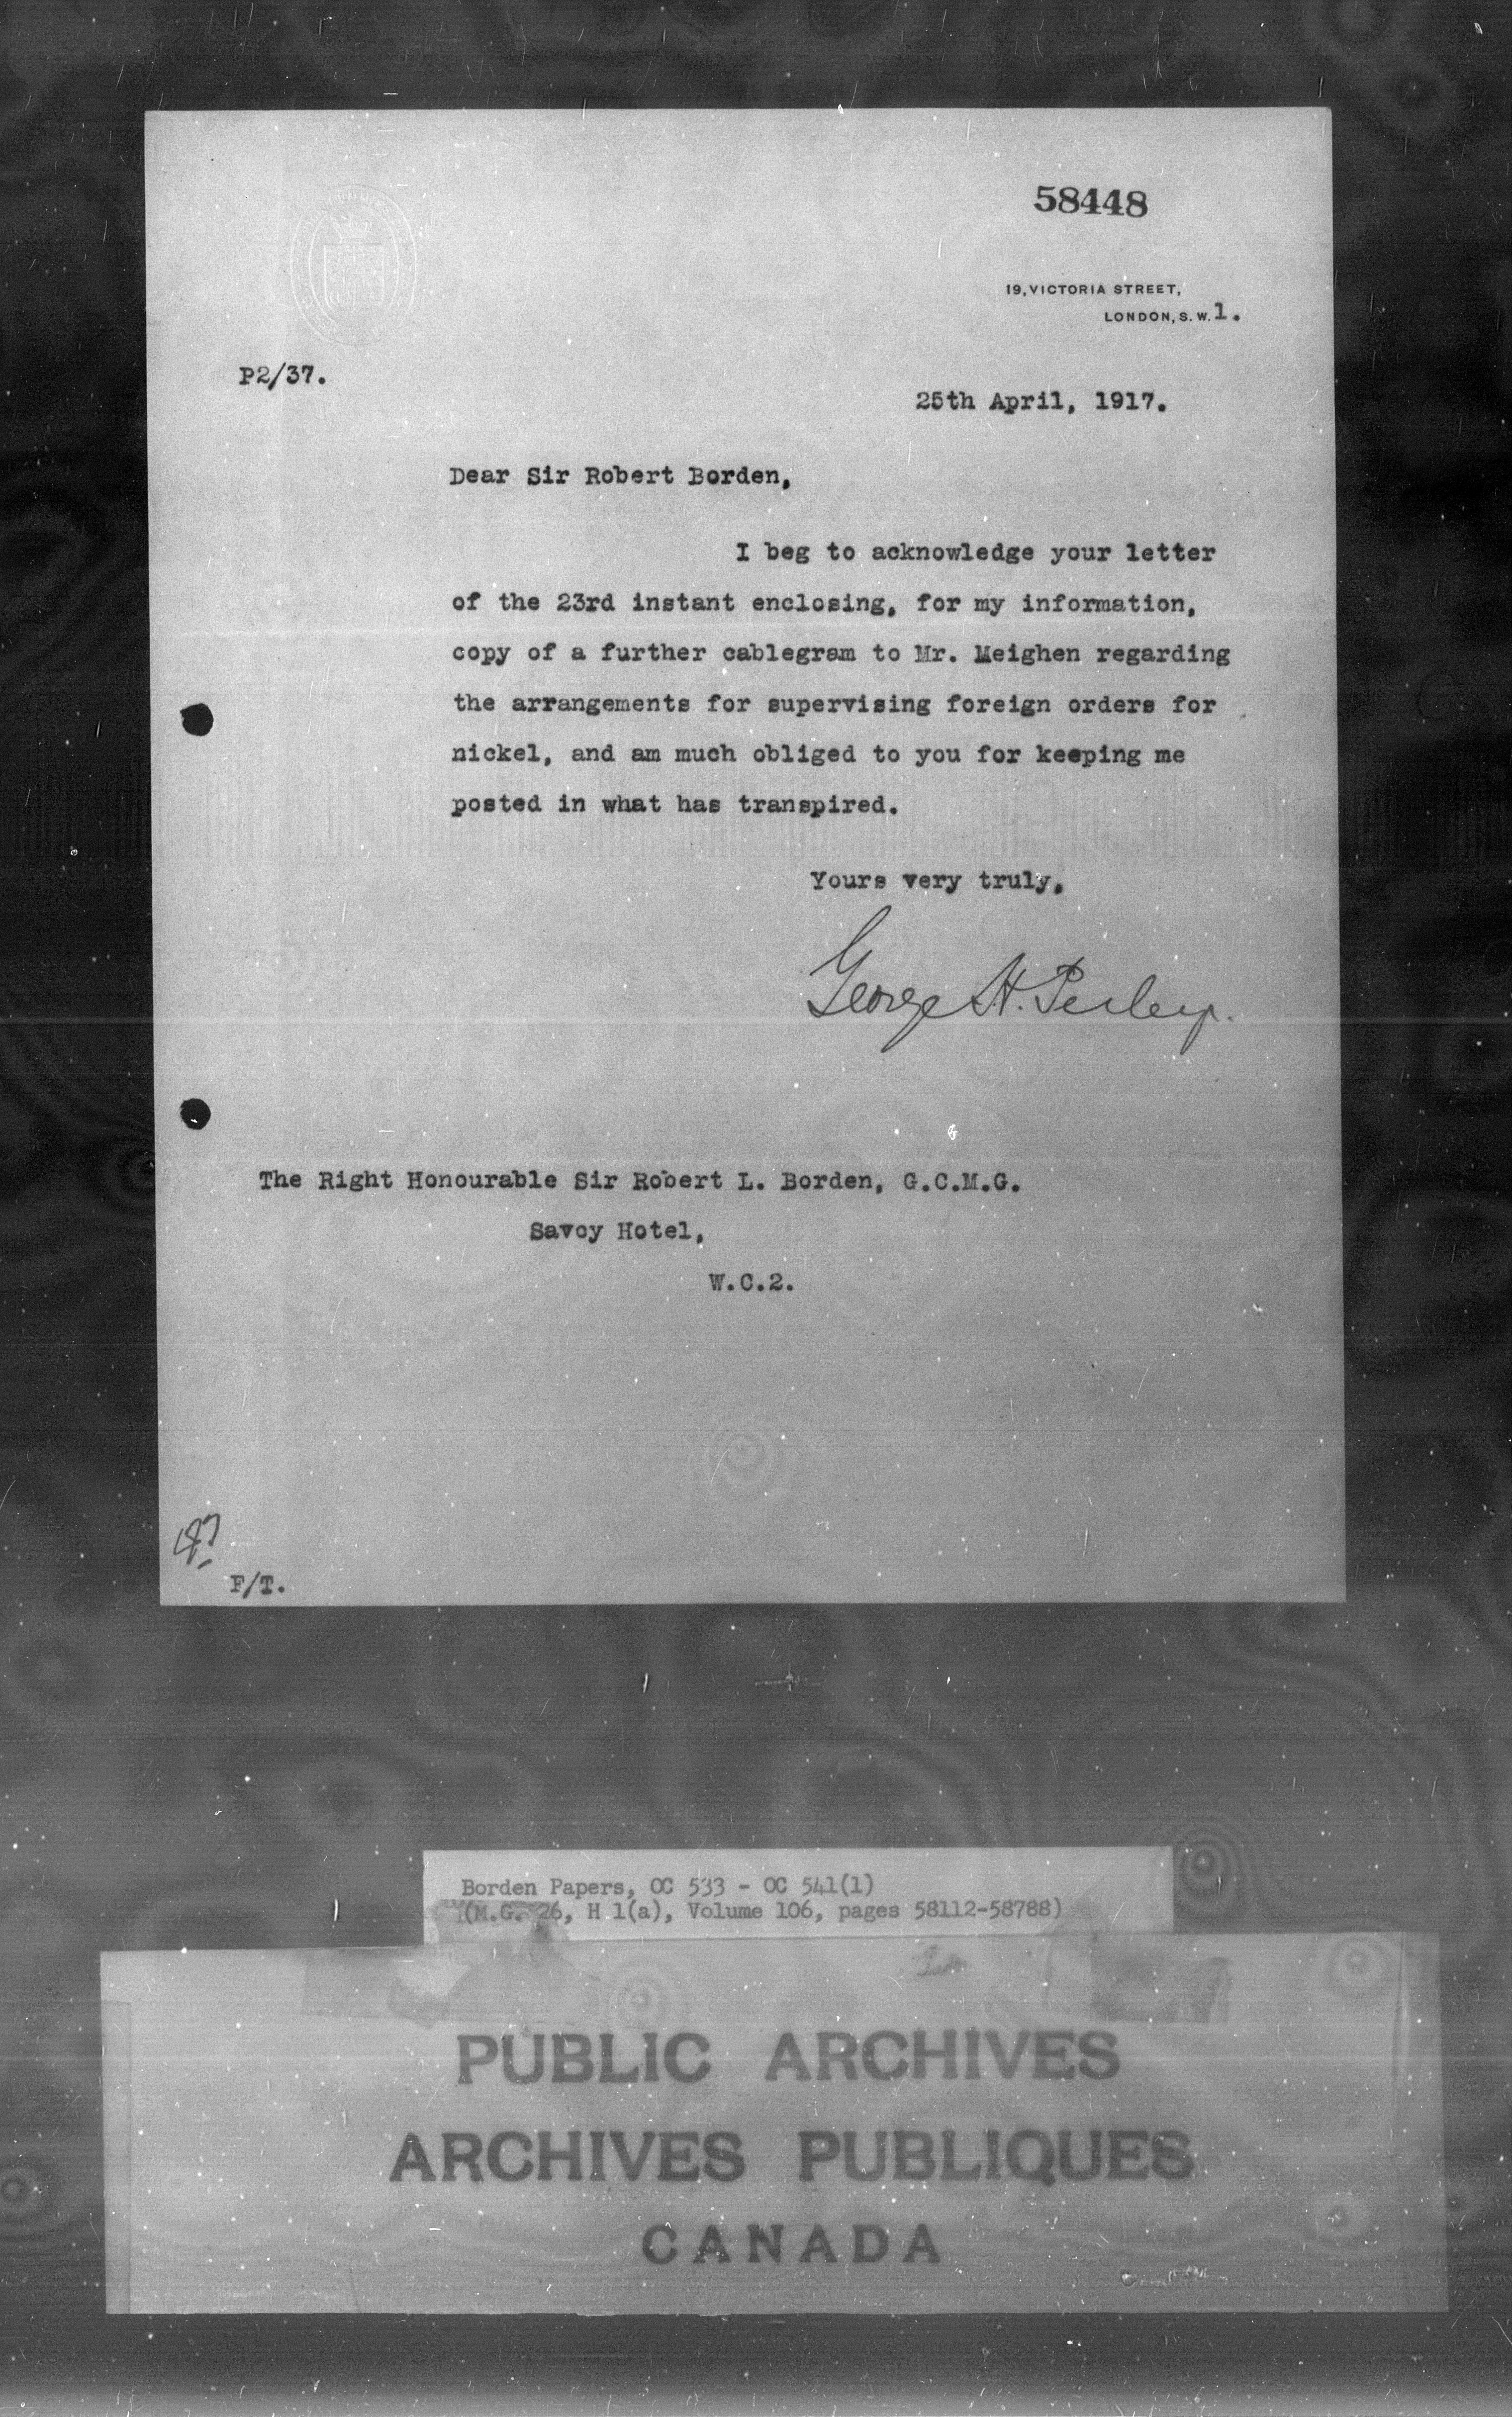 58448
19, VICTORIA STREET,
LONDON, S.W.1.
P2/37.
25th April, 1917.
Dear Sir Robert Borden,
I beg to acknowledge your letter
of the 23rd instant enclosing, for my information,
copy of a further cablegram to Mr. Meighen regarding
the arrangements for supervising foreign orders for
nickel, and am much obliged to you for keeping me
posted in what has transpired.
Yours very truly,
George H. Perley.
The Right Honourable Sir Robert L. Borden, G.C.M.G.
Savoy Hotel,
W.C.2.
F/T.
Borden Papers, OC 533 - OC 541(1)
(M.G. 26, H 1(a), Volume 106, pages 58112-58788)
PUBLIC ARCHIVES
ARCHIVES PUBLIQUES
CANADA